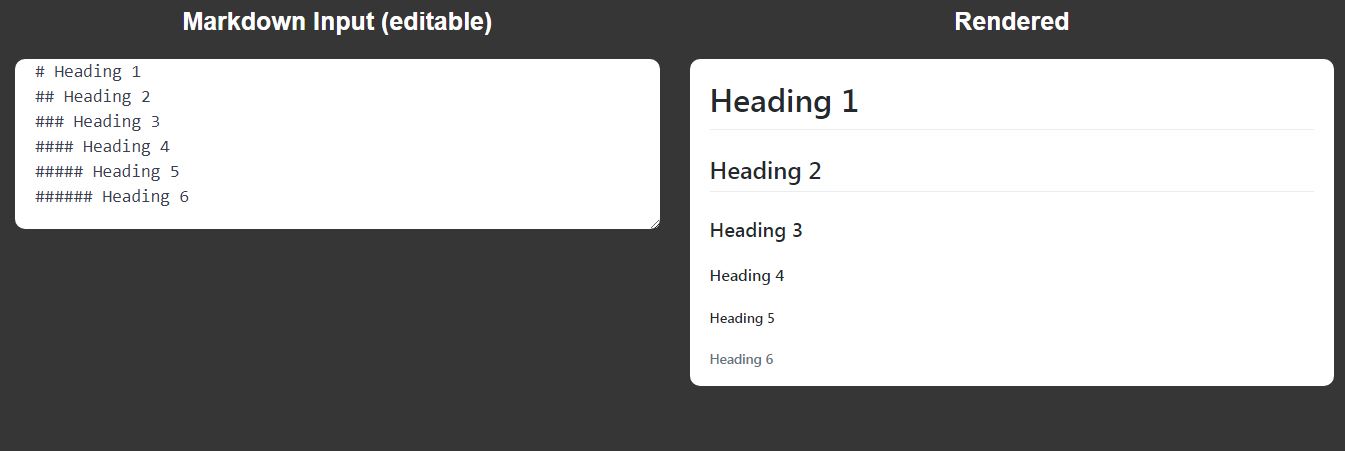 Markdown Input (editable)
# Heading 1
## Heading 2
### Heading 3
#### Heading 4
##### Heading 5
###### Heading 6
Rendered
Heading 1
Heading 2
Heading 3
Heading 4
Heading 5
Heading 6